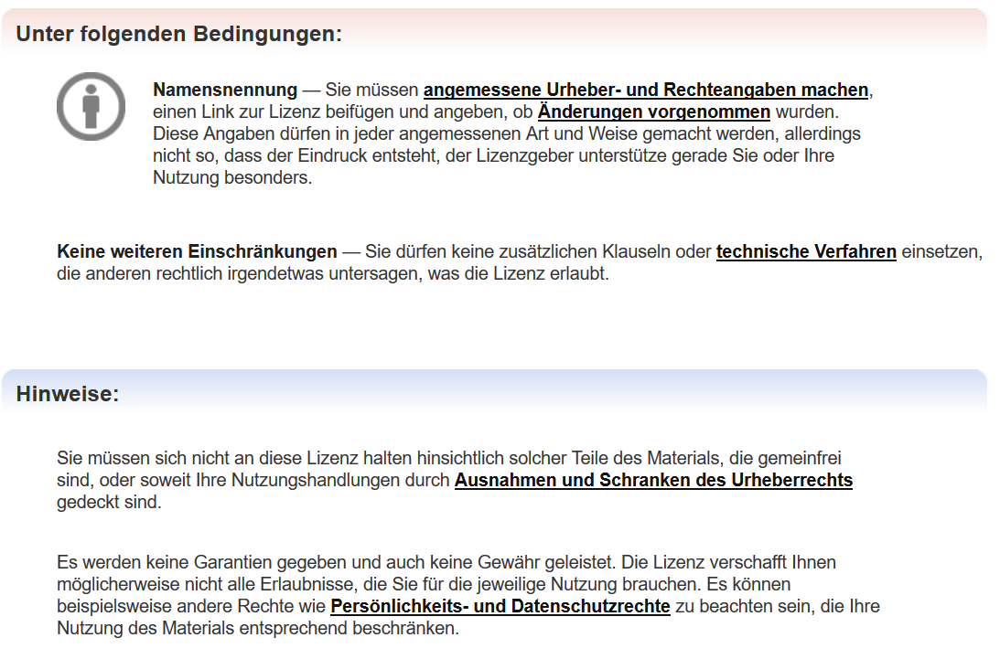 Unter folgenden Bedingungen:
Namensnennung — Sie müssen angemessene Urheber- und Rechteangaben machen,
einen Link zur Lizenz beifügen und angeben, ob Änderungen vorgenommen wurden.
Diese Angaben dürfen in jeder angemessenen Art und Weise gemacht werden, allerdings
nicht so, dass der Eindruck entsteht, der Lizenzgeber unterstütze gerade Sie oder Ihre
Nutzung besonders.
Keine weiteren Einschränkungen — Sie dürfen keine zusätzlichen Klauseln oder technische Verfahren einsetzen,
die anderen rechtlich irgendetwas untersagen, was die Lizenz erlaubt.
Hinweise:
Sie müssen sich nicht an diese Lizenz halten hinsichtlich solcher Teile des Materials, die gemeinfrei
sind, oder soweit Ihre Nutzungshandlungen durch Ausnahmen und Schranken des Urheberrechts
gedeckt sind.
Es werden keine Garantien gegeben und auch keine Gewähr geleistet. Die Lizenz verschafft Ihnen
möglicherweise nicht alle Erlaubnisse, die Sie für die jeweilige Nutzung brauchen. Es können
beispielsweise andere Rechte wie Persönlichkeits- und Datenschutzrechte zu beachten sein, die Ihre
Nutzung des Materials entsprechend beschränken.